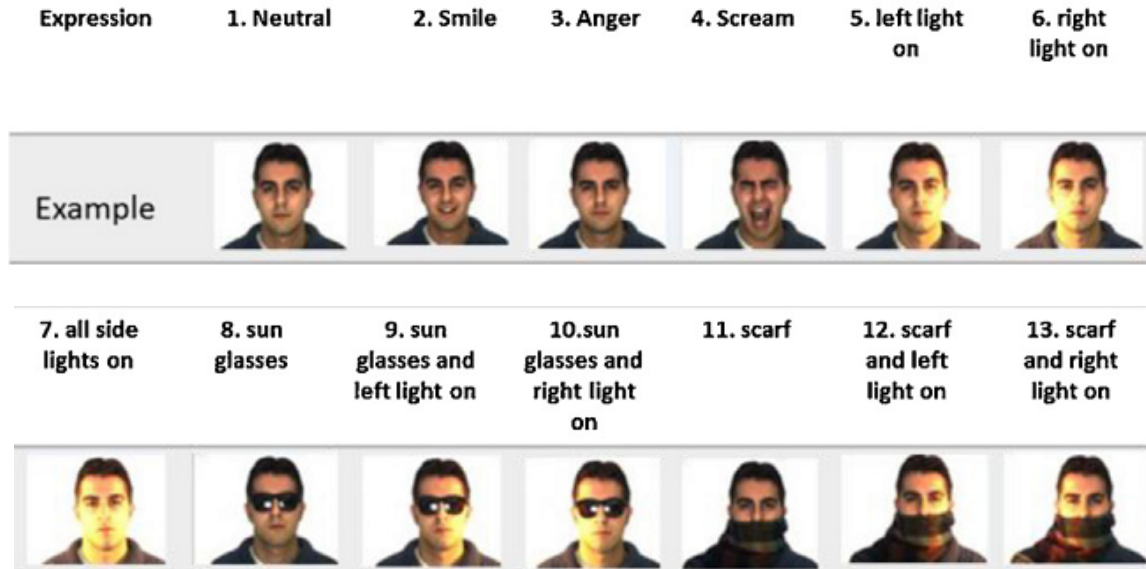 Expression 1. Neutral 2. Smile 3. Anger 4. Scream 5. left light 6. right
on light on
Example
7. all side 8. sun 9. sun 10.sun 11. scarf 12. scarf 13. scarf
lights on glasses glasses and glasses and and left and right
left light on right light light on light on
on